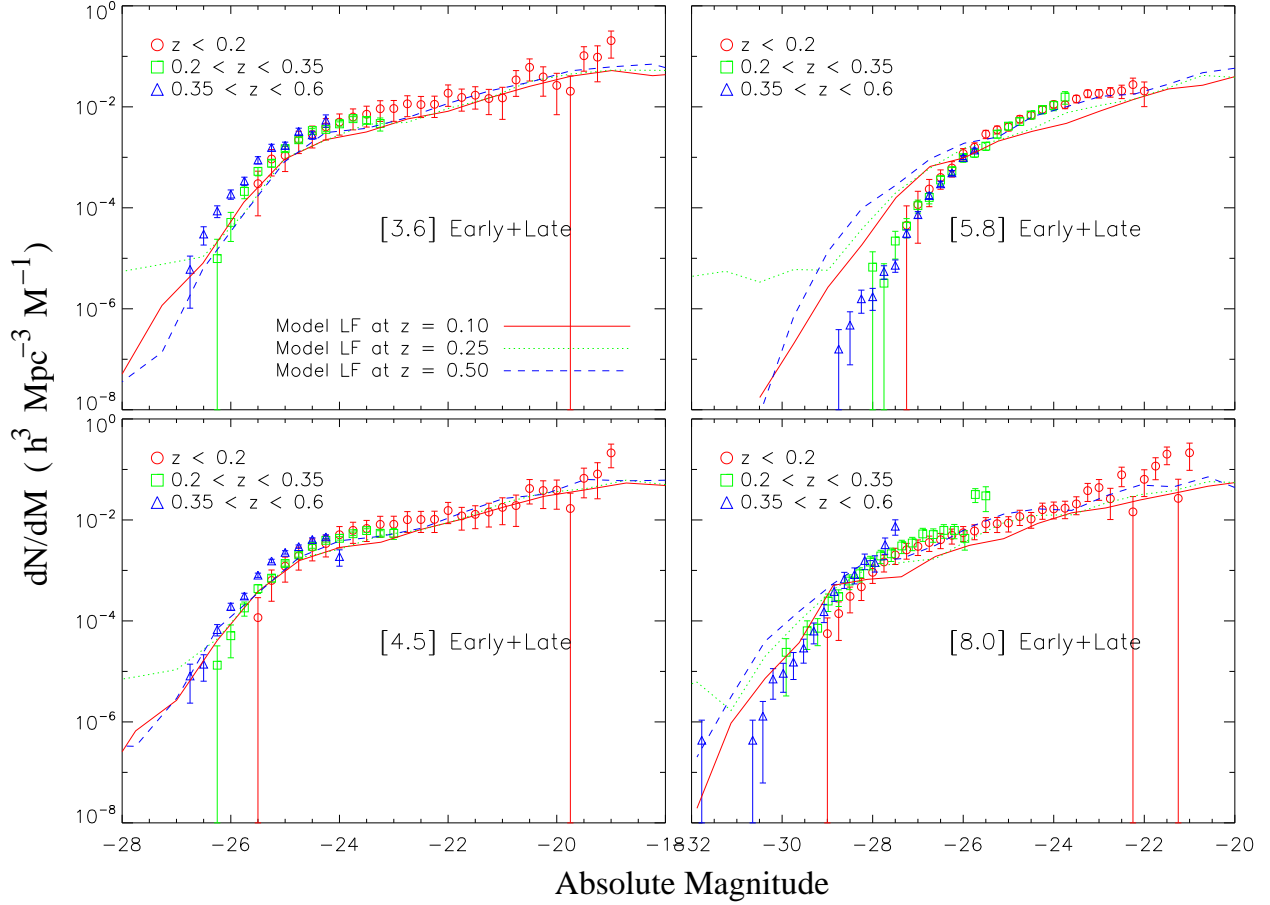 10⁰
10⁻²
10⁻⁴
10⁻⁶
10⁻⁸
z < 0.2
0.2 < z < 0.35
0.35 < z < 0.6
[3.6] Early+Late
Model LF at z = 0.10
Model LF at z = 0.25
Model LF at z = 0.50
z < 0.2
0.2 < z < 0.35
0.35 < z < 0.6
[5.8] Early+Late
dN/dM ( h³ Mpc⁻³ M⁻¹)
10⁰
10⁻²
10⁻⁴
10⁻⁶
10⁻⁸
z < 0.2
0.2 < z < 0.35
0.35 < z < 0.6
[4.5] Early+Late
−28 −26 −24 −22 −20 −18
z < 0.2
0.2 < z < 0.35
0.35 < z < 0.6
[8.0] Early+Late
−32 −30 −28 −26 −24 −22 −20
Absolute Magnitude